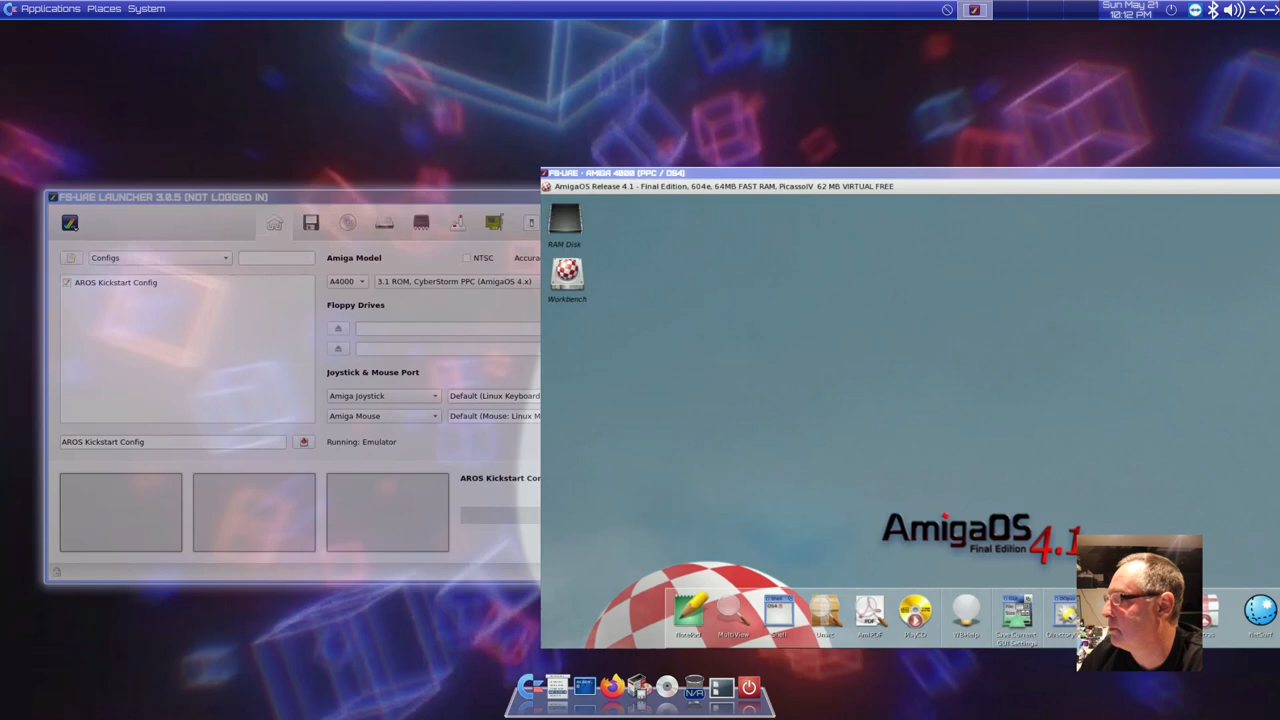 Applications Places System
Sun May 21
10:12 PM
FS-UAE LAUNCHER 3.0.5 (NOT LOGGED IN)
Configs
AROS Kickstart Config
AROS Kickstart Config
Amiga Model
NTSC
Accura
A4000
3.1 ROM, CyberStorm PPC (AmigaOS 4.x)
Floppy Drives
Joystick & Mouse Port
Amiga Joystick
Default (Linux Keyboard
Amiga Mouse
Default (Mouse: Linux M
Running: Emulator
AROS Kickstart Cor
FS-UAE - AMIGA 4000 (PPC / OS4)
AmigaOS Release 4.1 - Final Edition, 604e, 64MB FAST RAM, PicassoIV 62 MB VIRTUAL FREE
RAM Disk
Workbench
AmigaOS 4.1
Final Edition
NotePad
MultiView
Shell
Unarc
AmiPDF
PlayCD
WBHelp
Save Current
GUI Settings
Directory
NetSurf
N/A